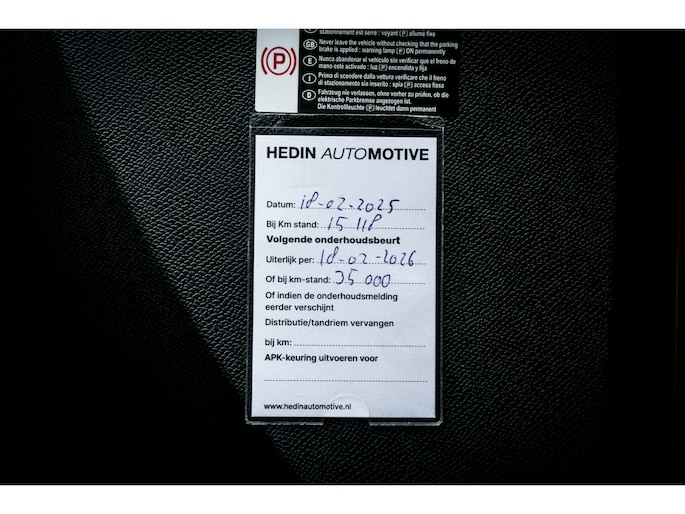 stationnement est serré : voyant (P) allumé fixe
GB Never leave the vehicle without checking that the parking
brake is applied : warning lamp (P) ON permanently
E Nunca abandonar el vehículo sin verificar que el freno de
mano este activado : luz (P) encendida y fija
I Prima di scendere dalla vettura verificare che il freno
di stazionamento sia inserito : spia (P) accesa fissa
D Fahrzeug nie verlassen, ohne vorher zu prüfen, ob die
elektrische Parkbremse angezogen ist.
Die Kontrolleuchte (P) leuchtet dann permanent
(P)
HEDIN AUTOMOTIVE
Datum: 18-02-2025
Bij Km stand: 15 118
Volgende onderhoudsbeurt
Uiterlijk per: 18-02-2026
Of bij km-stand: 35 000
Of indien de onderhoudsmelding
eerder verschijnt
Distributie/tandriem vervangen
bij km:
APK-keuring uitvoeren voor
www.hedinautomotive.nl